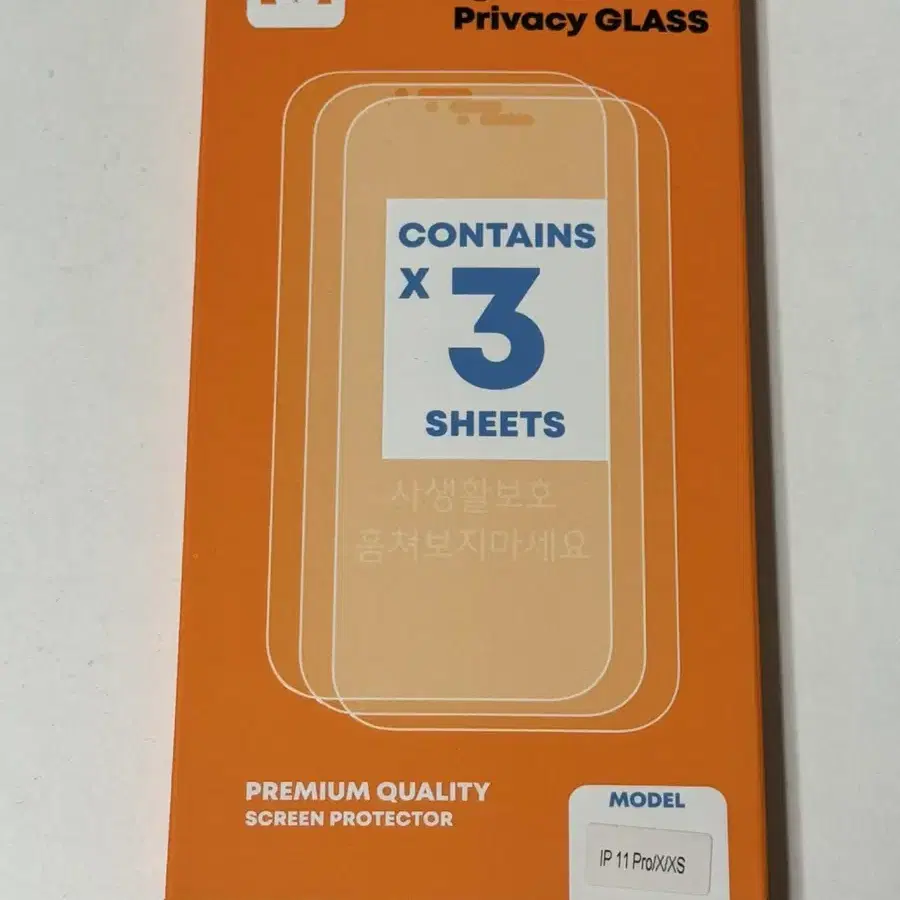 Privacy GLASS
CONTAINS
X 3
SHEETS
사생활보호
훔쳐보지마세요
PREMIUM QUALITY
SCREEN PROTECTOR
MODEL
IP 11 Pro/X/XS